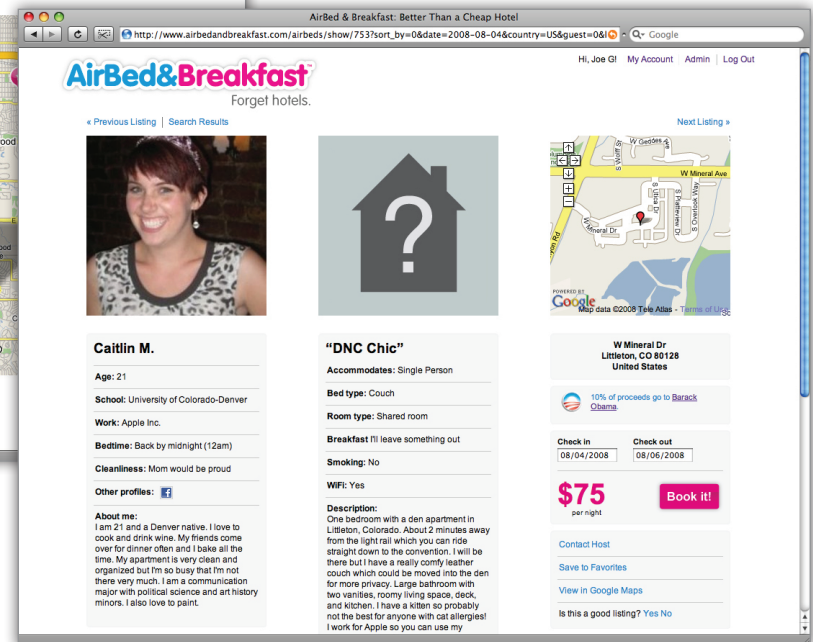 AirBed & Breakfast: Better Than a Cheap Hotel
http://www.airbedandbreakfast.com/airbeds/show/753?sort_by=0&date=2008-08-04&country=US&guest=0&l
Google
Hi, Joe G! My Account Admin | Log Out
AirBed&Breakfast™
Forget hotels.
« Previous Listing | Search Results
Next Listing »
W Geddes Ave
S Wolff St
W Mineral Ave
S Utica Dr
S Platteview Dr
S Overlook Way
W Mineral Dr
yon Rd
POWERED BY
Google
Map data ©2008 Tele Atlas - Terms of Use
?
Caitlin M.
Age: 21
School: University of Colorado-Denver
Work: Apple Inc.
Bedtime: Back by midnight (12am)
Cleanliness: Mom would be proud
Other profiles: f
About me:
I am 21 and a Denver native. I love to
cook and drink wine. My friends come
over for dinner often and I bake all the
time. My apartment is very clean and
organized but I'm so busy that I'm not
there very much. I am a communication
major with political science and art history
minors. I also love to paint.
“DNC Chic”
Accommodates: Single Person
Bed type: Couch
Room type: Shared room
Breakfast I'll leave something out
Smoking: No
WiFi: Yes
Description:
One bedroom with a den apartment in
Littleton, Colorado. About 2 minutes away
from the light rail which you can ride
straight down to the convention. I will be
there but I have a really comfy leather
couch which could be moved into the den
for more privacy. Large bathroom with
two vanities, roomy living space, deck,
and kitchen. I have a kitten so probably
not the best for anyone with cat allergies!
I work for Apple so you can use my
W Mineral Dr
Littleton, CO 80128
United States
10% of proceeds go to Barack
Obama.
Check in Check out
08/04/2008 08/06/2008
$75
per night
Book it!
Contact Host
Save to Favorites
View in Google Maps
Is this a good listing? Yes No